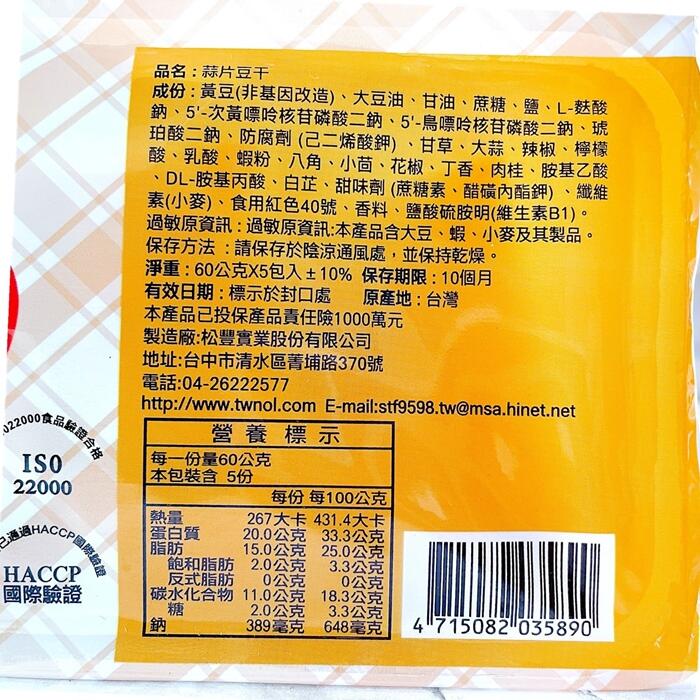 品名：蒜片豆干
成份：黃豆(非基因改造)、大豆油、甘油、蔗糖、鹽、L-麩酸
鈉、5'-次黃嘌呤核苷磷酸二鈉、5'-鳥嘌呤核苷磷酸二鈉、琥
珀酸二鈉、防腐劑 (己二烯酸鉀) 、甘草、大蒜、辣椒、檸檬
酸、乳酸、蝦粉、八角、小茴、花椒、丁香、肉桂、胺基乙酸
、DL-胺基丙酸、白芷、甜味劑 (蔗糖素、醋磺內酯鉀) 、纖維
素(小麥)、食用紅色40號、香料、鹽酸硫胺明(維生素B1)。
過敏原資訊：過敏原資訊:本產品含大豆、蝦、小麥及其製品。
保存方法：請保存於陰涼通風處，並保持乾燥。
淨重：60公克X5包入±10% 保存期限：10個月
有效日期：標示於封口處 原產地：台灣
本產品已投保產品責任險1000萬元
製造廠:松豐實業股份有限公司
地址:台中市清水區菁埔路370號
電話:04-26222577
http://www.twnol.com E-mail:stf9598.tw@msa.hinet.net
營養標示
每一份量60公克
本包裝含 5份
每份 每100公克
熱量 267大卡 431.4大卡
蛋白質 20.0公克 33.3公克
脂肪 15.0公克 25.0公克
飽和脂肪 2.0公克 3.3公克
反式脂肪 0公克 0公克
碳水化合物 11.0公克 18.3公克
糖 2.0公克 3.3公克
鈉 389毫克 648毫克
4 715082 035890
022000食品驗證合格
ISO
22000
已通過HACCP國際驗證
HACCP
國際驗證